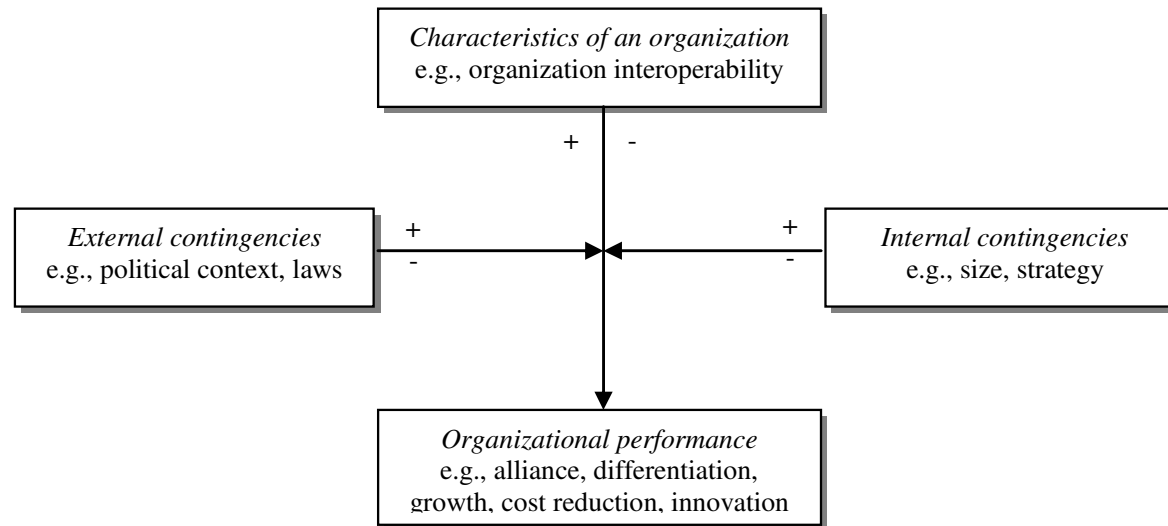 Characteristics of an organization
e.g., organization interoperability
+ -
External contingencies
e.g., political context, laws
+
-
+
-
Internal contingencies
e.g., size, strategy
Organizational performance
e.g., alliance, differentiation,
growth, cost reduction, innovation